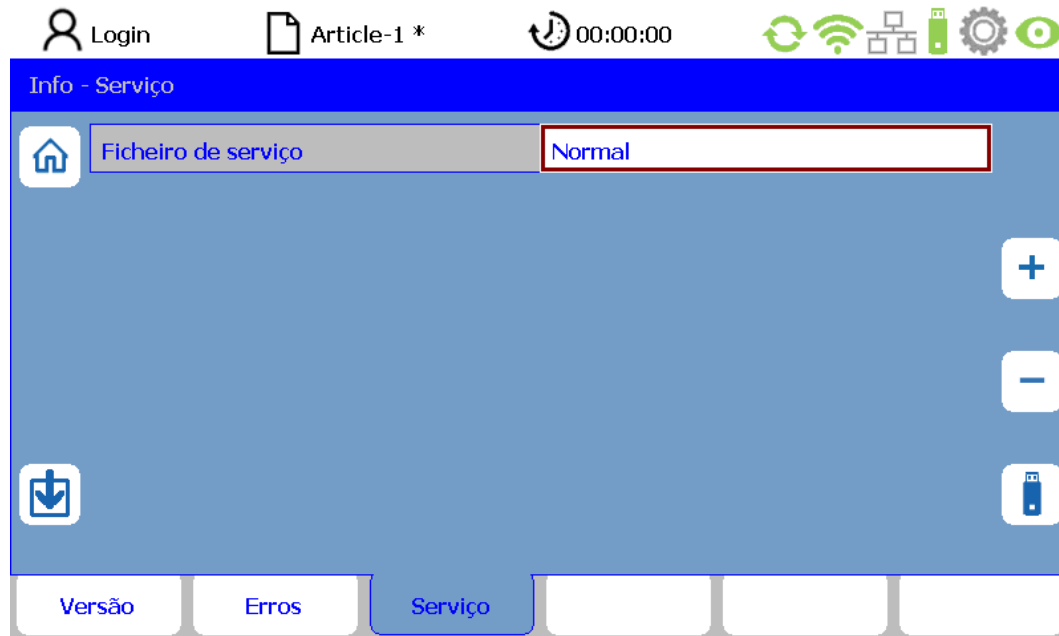 Login
Article-1 *
00:00:00
Info - Serviço
Ficheiro de serviço
Normal
+
−
Versão
Erros
Serviço